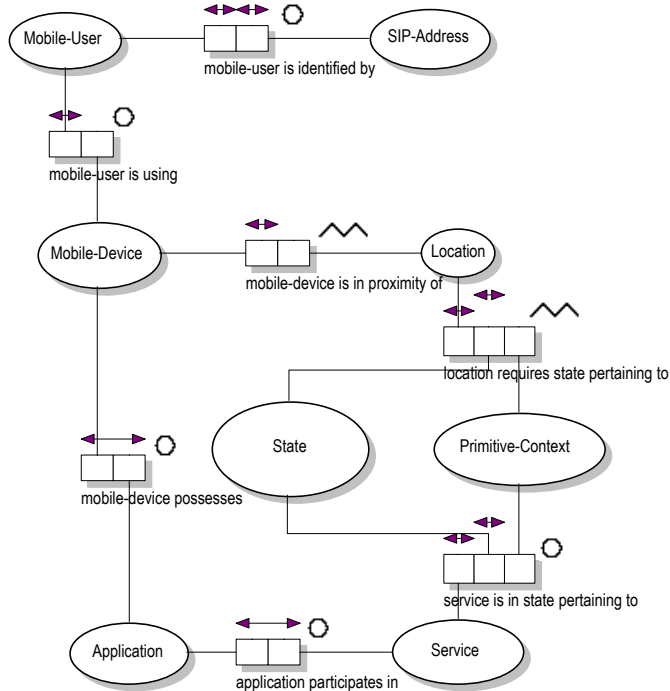 Mobile-User
SIP-Address
mobile-user is identified by
mobile-user is using
Mobile-Device
Location
mobile-device is in proximity of
location requires state pertaining to
State
Primitive-Context
mobile-device possesses
service is in state pertaining to
Application
Service
application participates in